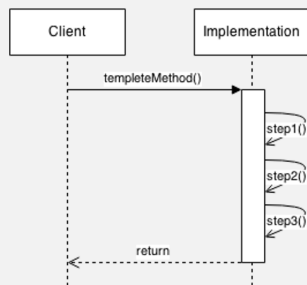 Client
Implementation
templeteMethod()
step1()
step2()
step3()
return